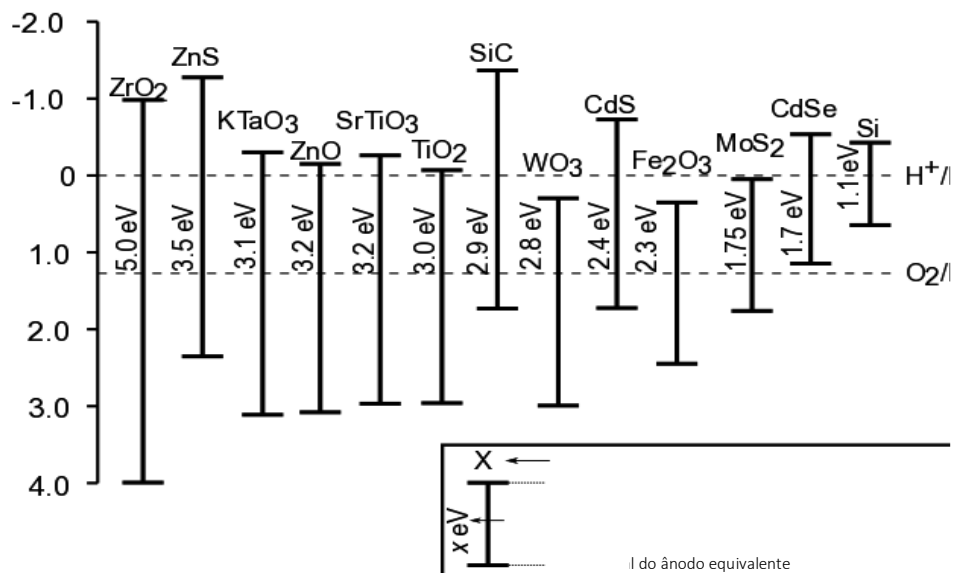 -2.0
ZnS
SiC
ZrO2
-1.0
CdS
CdSe
KTaO3
SrTiO3
Si
ZnO
TiO2
WO3
Fe2O3
MoS2
0
H+/
5.0 eV
3.5 eV
3.1 eV
3.2 eV
3.2 eV
3.0 eV
2.9 eV
2.8 eV
2.4 eV
2.3 eV
1.75 eV
1.7 eV
1.1 eV
1.0
O2/
2.0
3.0
X
4.0
x eV
l do ânodo equivalente